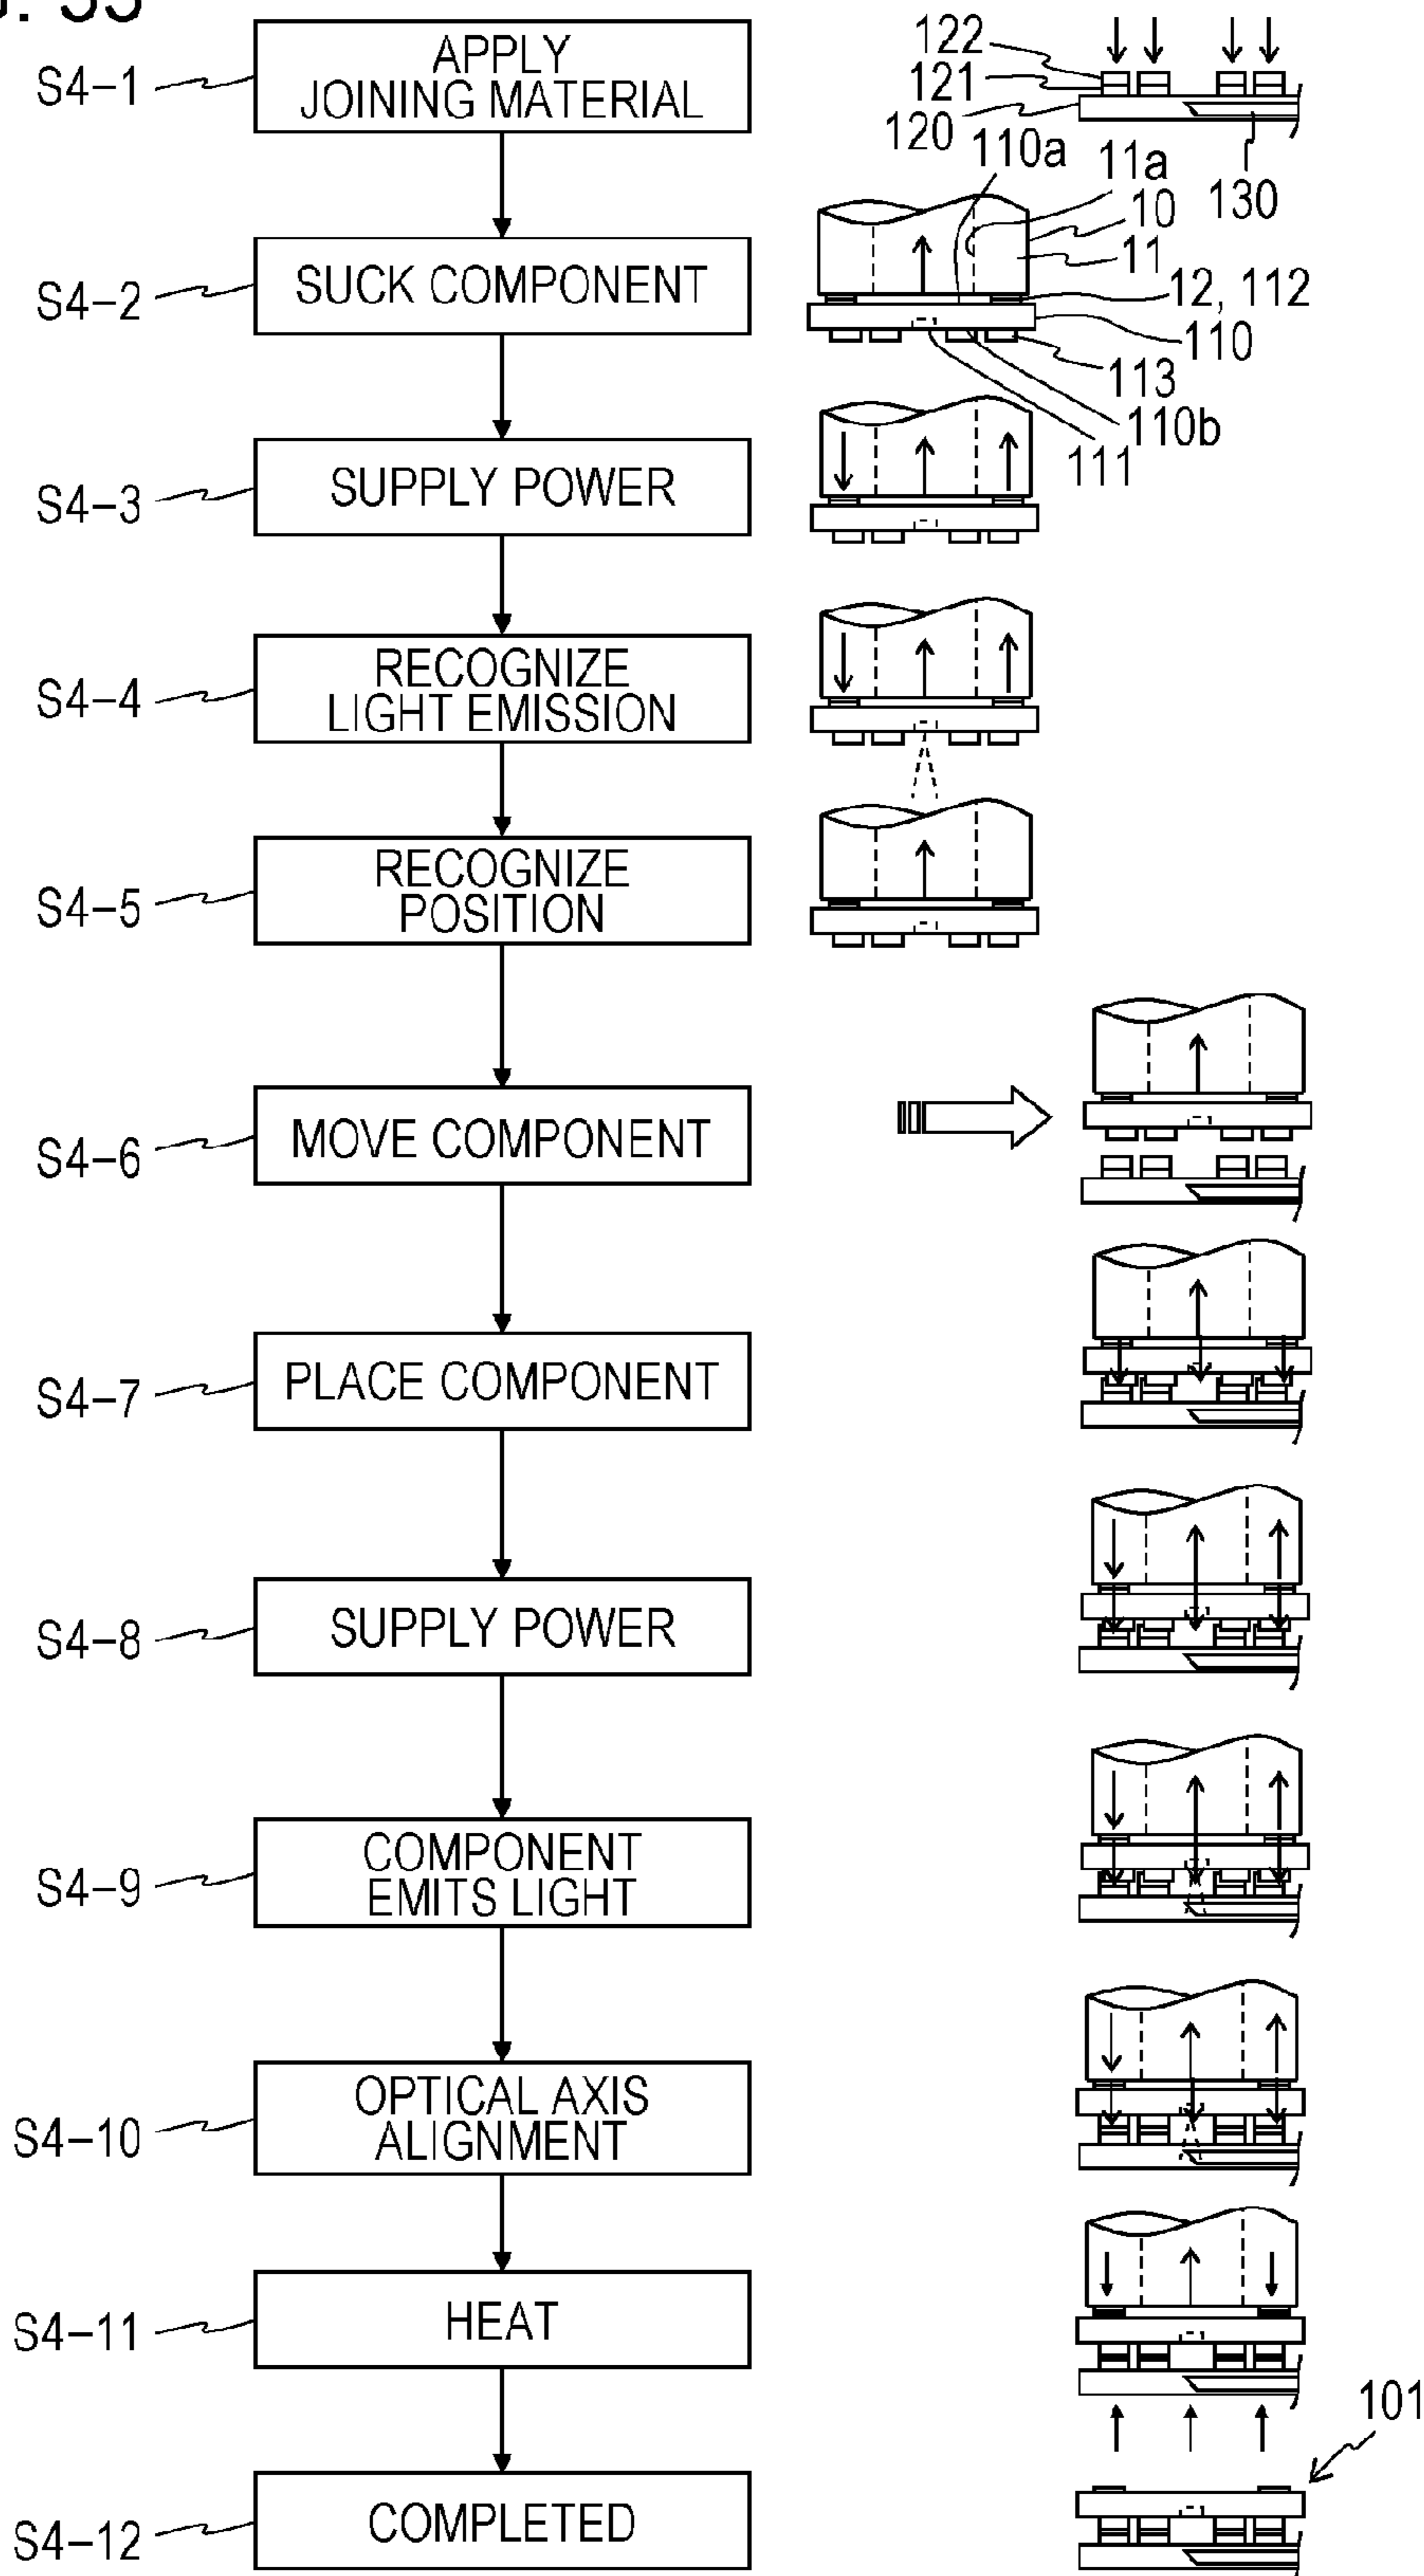 S4-1
APPLY
JOINING MATERIAL
122
121
120
110a
11a
10
130
11
12, 112
110
113
110b
111
S4-2
SUCK COMPONENT
S4-3
SUPPLY POWER
S4-4
RECOGNIZE
LIGHT EMISSION
S4-5
RECOGNIZE
POSITION
S4-6
MOVE COMPONENT
S4-7
PLACE COMPONENT
S4-8
SUPPLY POWER
S4-9
COMPONENT
EMITS LIGHT
S4-10
OPTICAL AXIS
ALIGNMENT
S4-11
HEAT
101
S4-12
COMPLETED